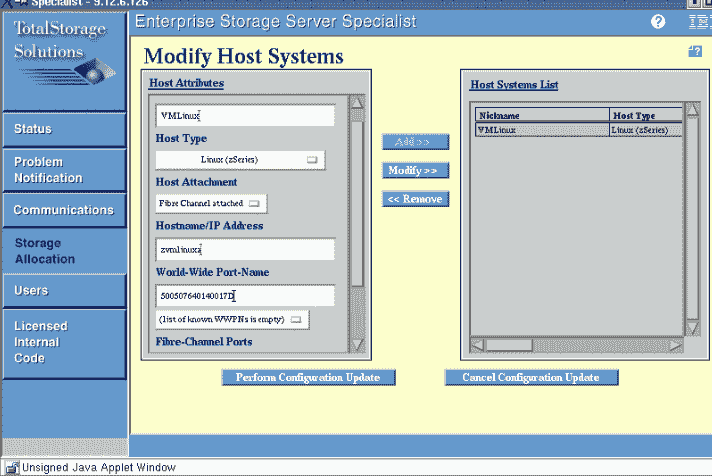 Specialist - 9.12.6.126
TotalStorage
Solutions
Enterprise Storage Server Specialist
?
Modify Host Systems
Status
Problem
Notification
Communications
Storage
Allocation
Users
Licensed
Internal
Code
Host Attributes
VMLinux
Host Type
Linux (zSeries)
Host Attachment
Fibre Channel attached
Hostname/IP Address
zvmlinuxa
World-Wide Port-Name
500507640140017D
(list of known WWPNs is empty)
Fibre-Channel Ports
Add >>
Modify >>
<< Remove
Host Systems List
Nickname Host Type
VMLinux Linux (zSeries)
Perform Configuration Update
Cancel Configuration Update
Unsigned Java Applet Window